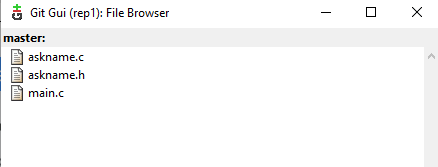 Git Gui (rep1): File Browser
master:
askname.c
askname.h
main.c